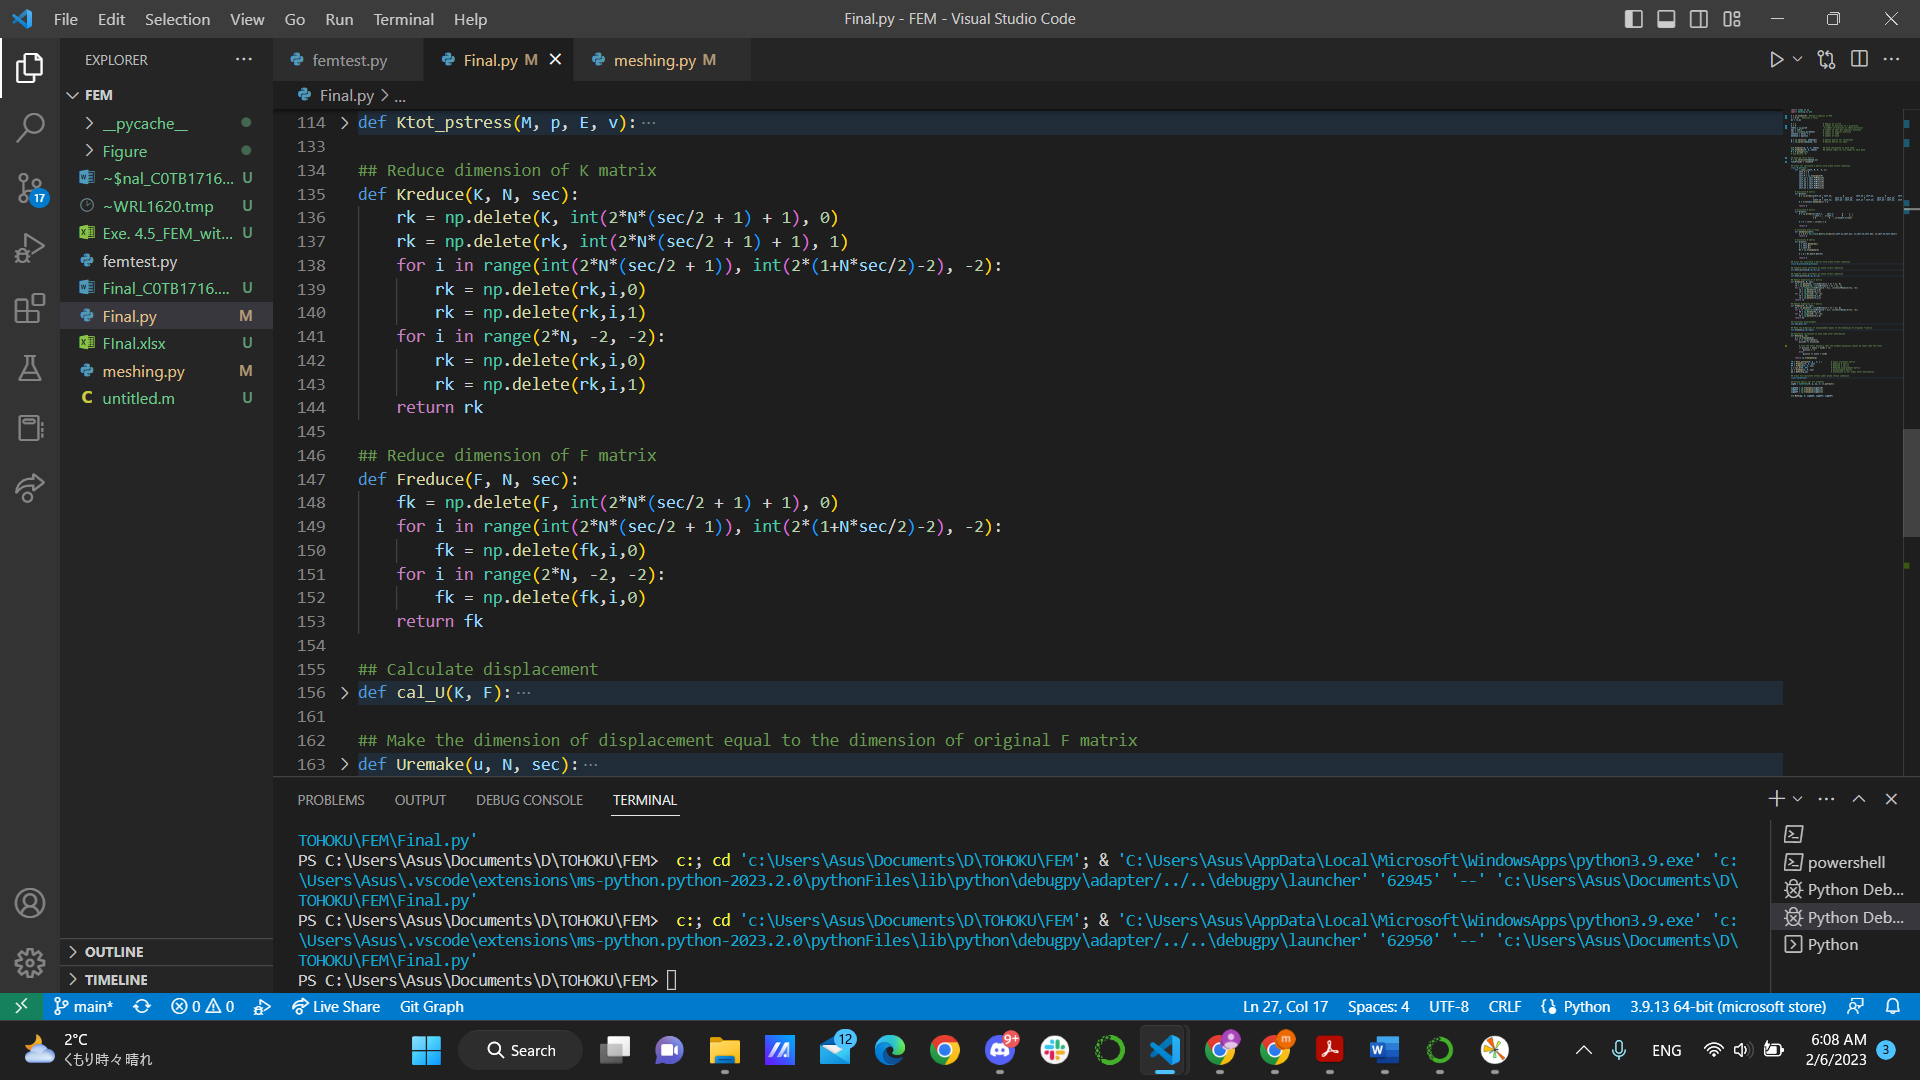 File Edit Selection View Go Run Terminal Help
Final.py - FEM - Visual Studio Code
EXPLORER
FEM
__pycache__
Figure
~$nal_C0TB1716... U
~WRL1620.tmp U
Exe. 4.5_FEM_wit... U
femtest.py
Final_C0TB1716.... U
Final.py M
FInal.xlsx U
meshing.py M
untitled.m U
OUTLINE
TIMELINE
17
femtest.py
Final.py M
meshing.py M
Final.py > ...
114 def Ktot_pstress(M, p, E, v): ...
133
134 ## Reduce dimension of K matrix
135 def Kreduce(K, N, sec):
136 rk = np.delete(K, int(2*N*(sec/2 + 1) + 1), 0)
137 rk = np.delete(rk, int(2*N*(sec/2 + 1) + 1), 1)
138 for i in range(int(2*N*(sec/2 + 1)), int(2*(1+N*sec/2)-2), -2):
139 rk = np.delete(rk,i,0)
140 rk = np.delete(rk,i,1)
141 for i in range(2*N, -2, -2):
142 rk = np.delete(rk,i,0)
143 rk = np.delete(rk,i,1)
144 return rk
145
146 ## Reduce dimension of F matrix
147 def Freduce(F, N, sec):
148 fk = np.delete(F, int(2*N*(sec/2 + 1) + 1), 0)
149 for i in range(int(2*N*(sec/2 + 1)), int(2*(1+N*sec/2)-2), -2):
150 fk = np.delete(fk,i,0)
151 for i in range(2*N, -2, -2):
152 fk = np.delete(fk,i,0)
153 return fk
154
155 ## Calculate displacement
156 def cal_U(K, F): ...
161
162 ## Make the dimension of displacement equal to the dimension of original F matrix
163 def Uremake(u, N, sec): ...
PROBLEMS OUTPUT DEBUG CONSOLE TERMINAL
TOHOKU\FEM\Final.py'
PS C:\Users\Asus\Documents\D\TOHOKU\FEM> c:; cd 'c:\Users\Asus\Documents\D\TOHOKU\FEM'; & 'C:\Users\Asus\AppData\Local\Microsoft\WindowsApps\python3.9.exe' 'c:
\Users\Asus\.vscode\extensions\ms-python.python-2023.2.0\pythonFiles\lib\python\debugpy\adapter/../..\debugpy\launcher' '62945' '--' 'c:\Users\Asus\Documents\D\
TOHOKU\FEM\Final.py'
PS C:\Users\Asus\Documents\D\TOHOKU\FEM> c:; cd 'c:\Users\Asus\Documents\D\TOHOKU\FEM'; & 'C:\Users\Asus\AppData\Local\Microsoft\WindowsApps\python3.9.exe' 'c:
\Users\Asus\.vscode\extensions\ms-python.python-2023.2.0\pythonFiles\lib\python\debugpy\adapter/../..\debugpy\launcher' '62950' '--' 'c:\Users\Asus\Documents\D\
TOHOKU\FEM\Final.py'
PS C:\Users\Asus\Documents\D\TOHOKU\FEM>
powershell
Python Deb...
Python Deb...
Python
main* 0 0 Live Share Git Graph
Ln 27, Col 17 Spaces: 4 UTF-8 CRLF Python 3.9.13 64-bit (microsoft store)
2°C
くもり時々晴れ
Search
12
9+
m
ENG
6:08 AM
2/6/2023
3